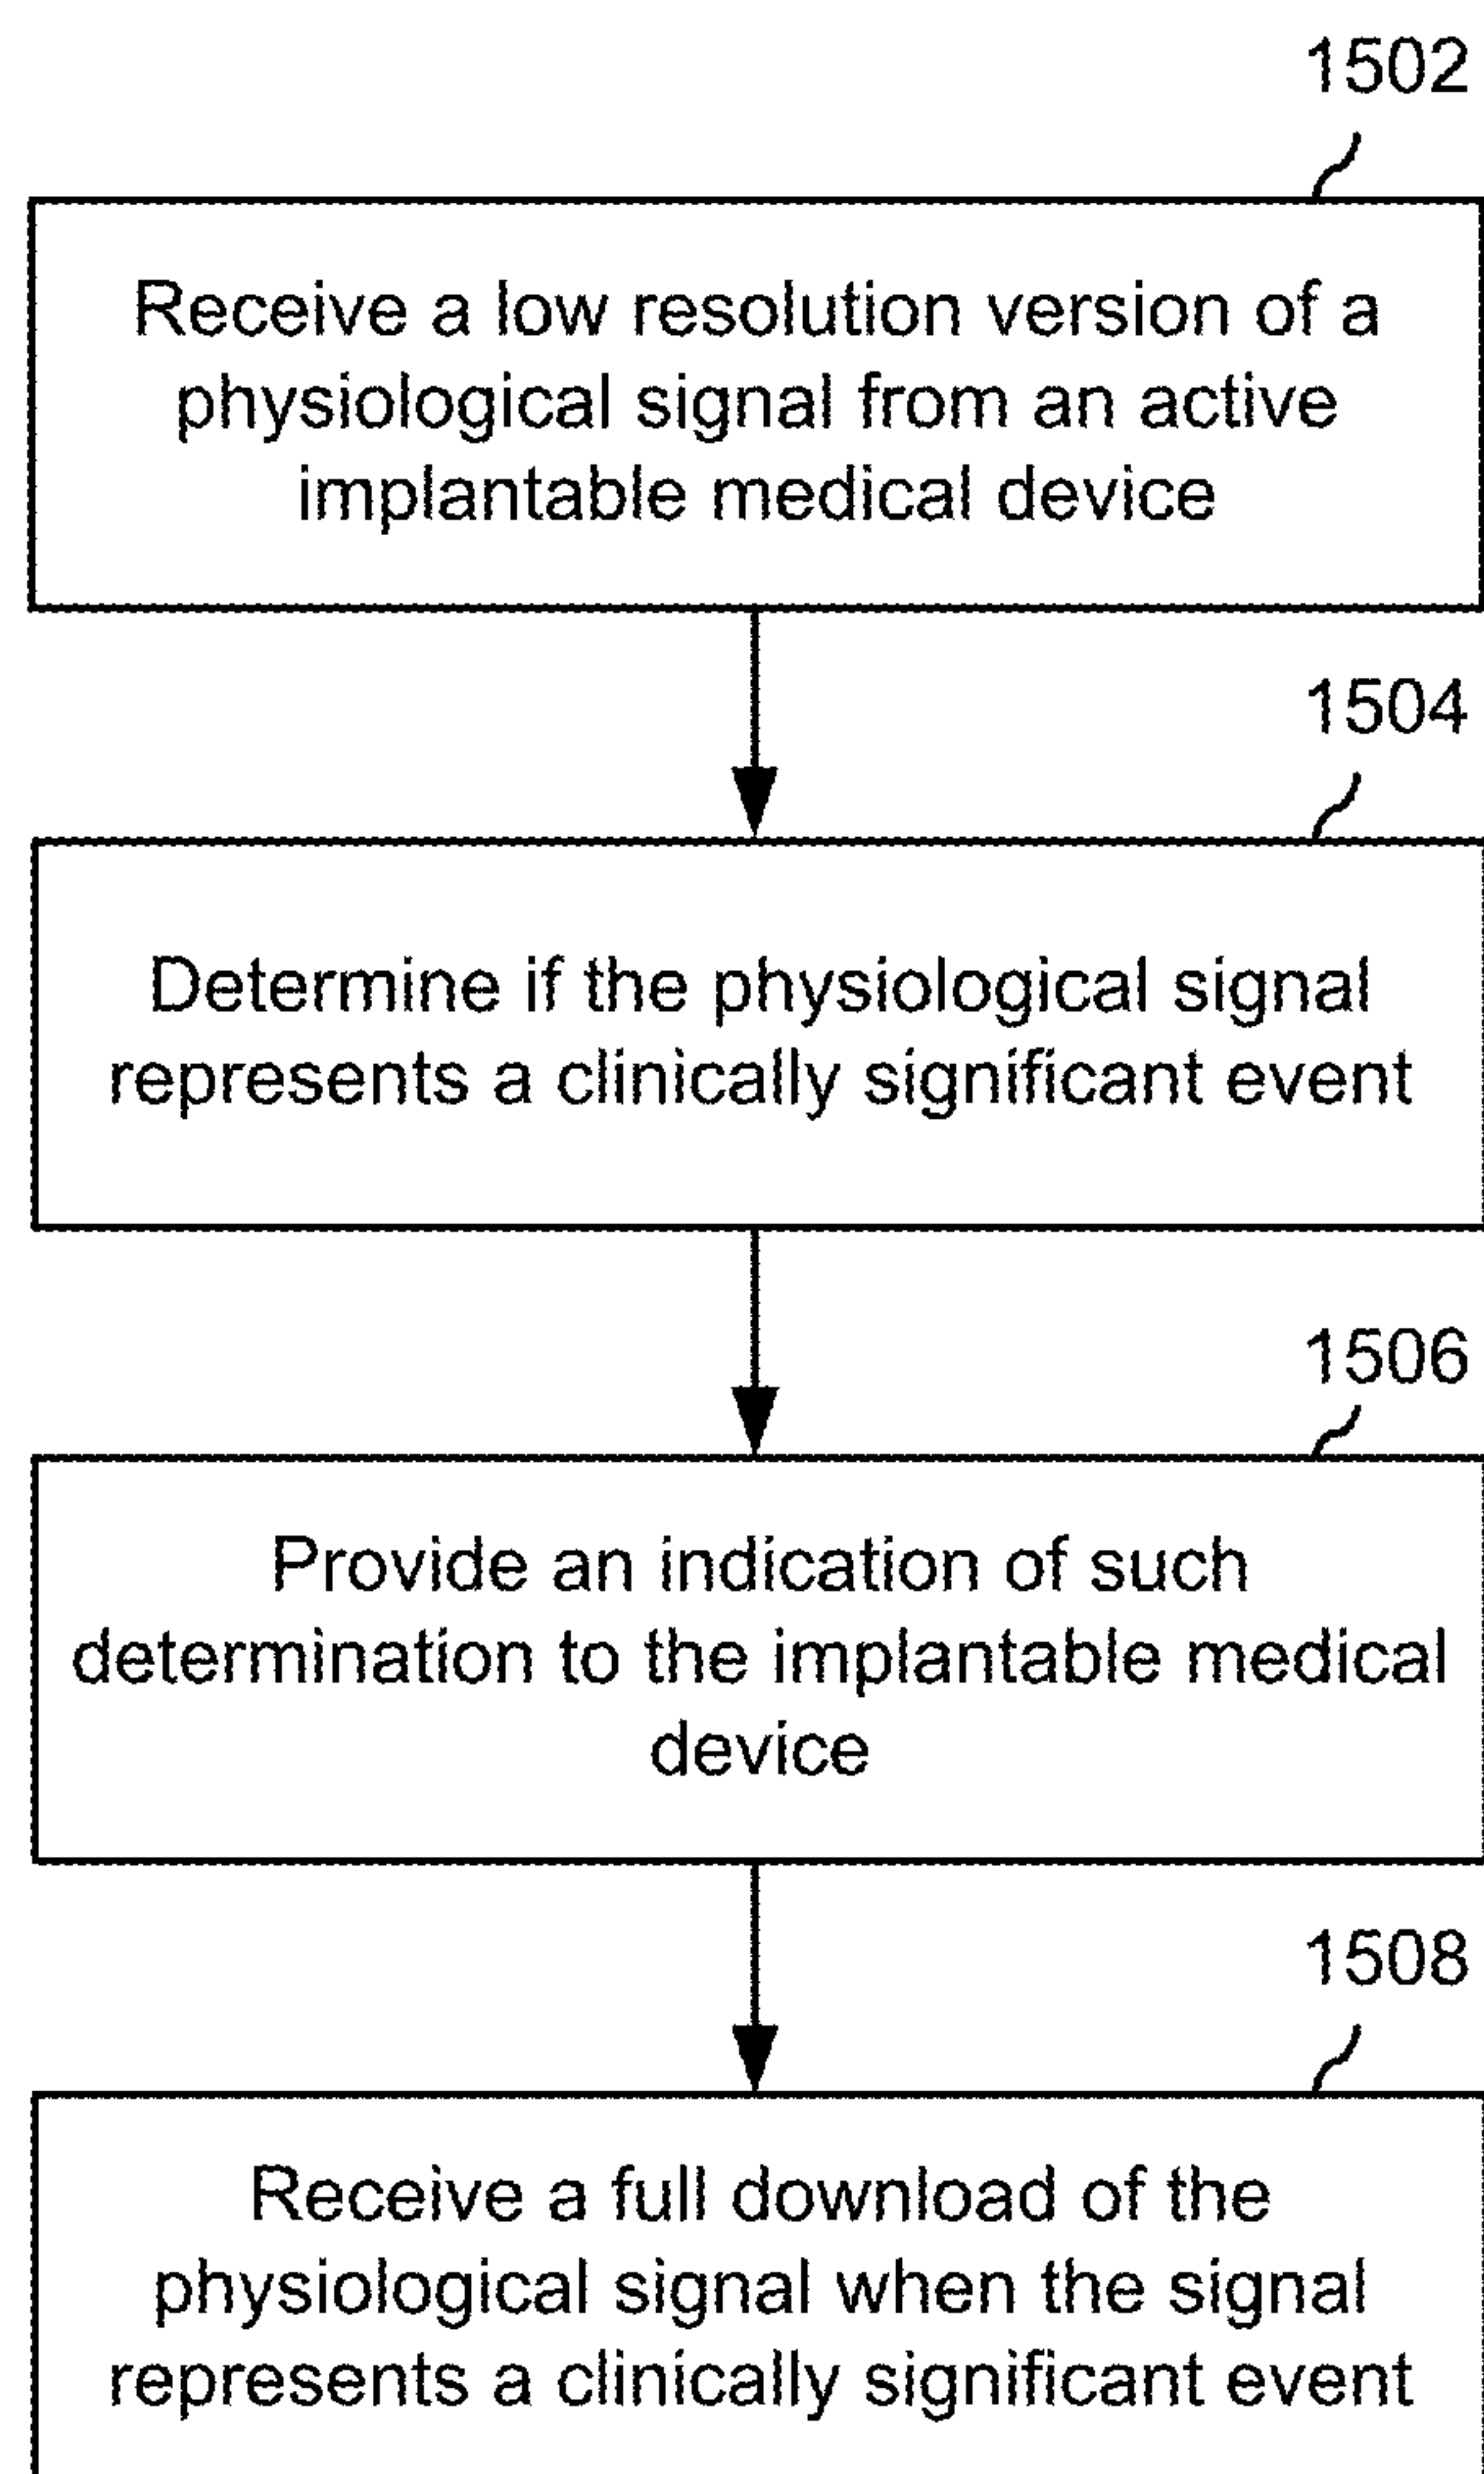 1502
Receive a low resolution version of a
physiological signal from an active
implantable medical device
1504
Determine if the physiological signal
represents a clinically significant event
1506
Provide an indication of such
determination to the implantable medical
device
1508
Receive a full download of the
physiological signal when the signal
represents a clinically significant event